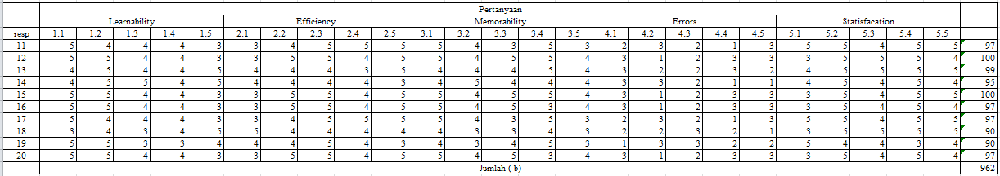 Pertanyaan
Learnability Efficiency Memorability Errors Statisfacation
resp 1.1 1.2 1.3 1.4 1.5 2.1 2.2 2.3 2.4 2.5 3.1 3.2 3.3 3.4 3.5 4.1 4.2 4.3 4.4 4.5 5.1 5.2 5.3 5.4 5.5
11 5 4 4 4 3 3 4 5 5 5 5 4 3 5 3 2 3 2 1 3 5 5 4 5 5 97
12 5 5 4 4 3 3 5 5 4 5 5 4 5 5 4 3 1 2 3 3 3 5 5 5 4 100
13 4 5 4 4 5 4 4 4 3 5 4 4 4 5 4 3 2 2 3 2 4 5 5 5 5 99
14 4 5 5 4 5 4 4 4 4 3 4 5 4 4 4 3 3 2 1 1 4 5 4 5 4 95
15 5 5 4 4 3 3 5 5 4 5 5 4 5 5 4 3 1 2 3 3 3 5 4 5 5 100
16 5 5 4 4 3 3 5 5 4 5 5 4 5 3 4 3 1 2 3 3 3 5 4 5 4 97
17 5 4 4 4 3 3 4 5 5 5 5 4 3 5 3 2 3 2 1 3 5 5 4 5 5 97
18 3 4 3 4 5 5 4 4 4 4 4 3 3 4 3 2 2 3 2 1 3 5 5 5 5 90
19 5 5 3 3 4 4 4 5 4 3 4 3 4 5 3 1 3 3 2 2 5 4 4 3 4 90
20 5 5 4 4 3 3 5 5 4 5 5 4 5 3 4 3 1 2 3 3 3 5 4 5 4 97
Jumlah ( b) 962